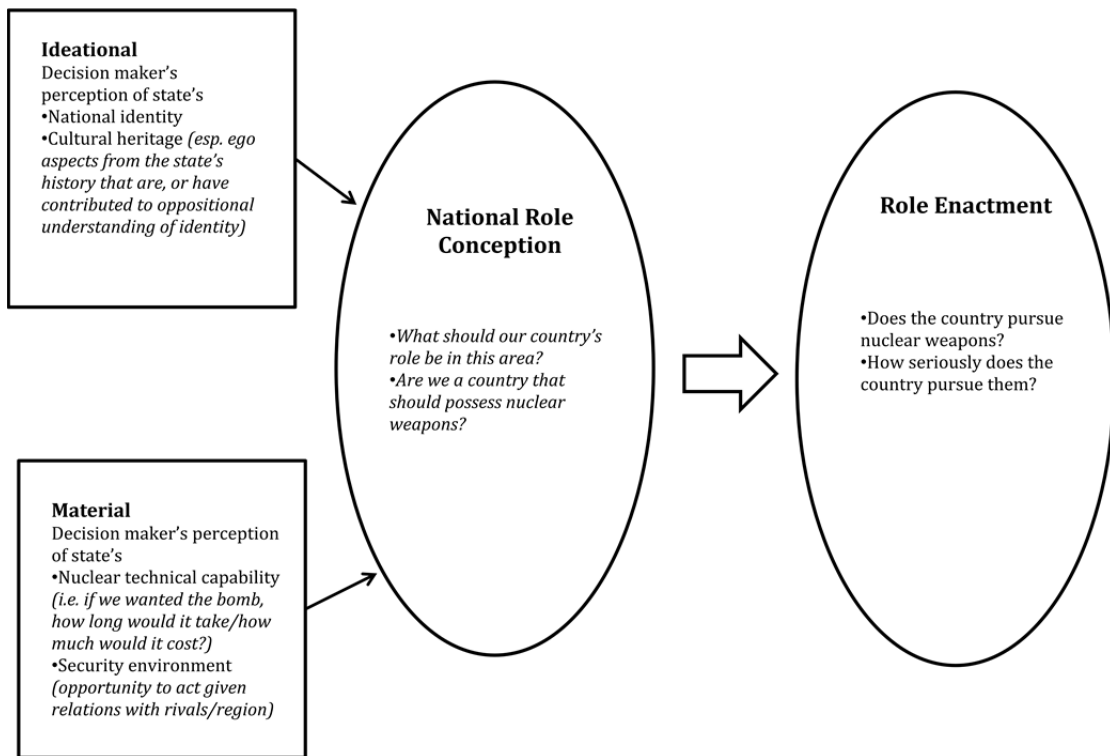 Ideational
Decision maker's
perception of state's
•National identity
•Cultural heritage (esp. ego
aspects from the state's
history that are, or have
contributed to oppositional
understanding of identity)
National Role
Conception
•What should our country's
role be in this area?
•Are we a country that
should possess nuclear
weapons?
Role Enactment
•Does the country pursue
nuclear weapons?
•How seriously does the
country pursue them?
Material
Decision maker's perception
of state's
•Nuclear technical capability
(i.e. if we wanted the bomb,
how long would it take/how
much would it cost?)
•Security environment
(opportunity to act given
relations with rivals/region)